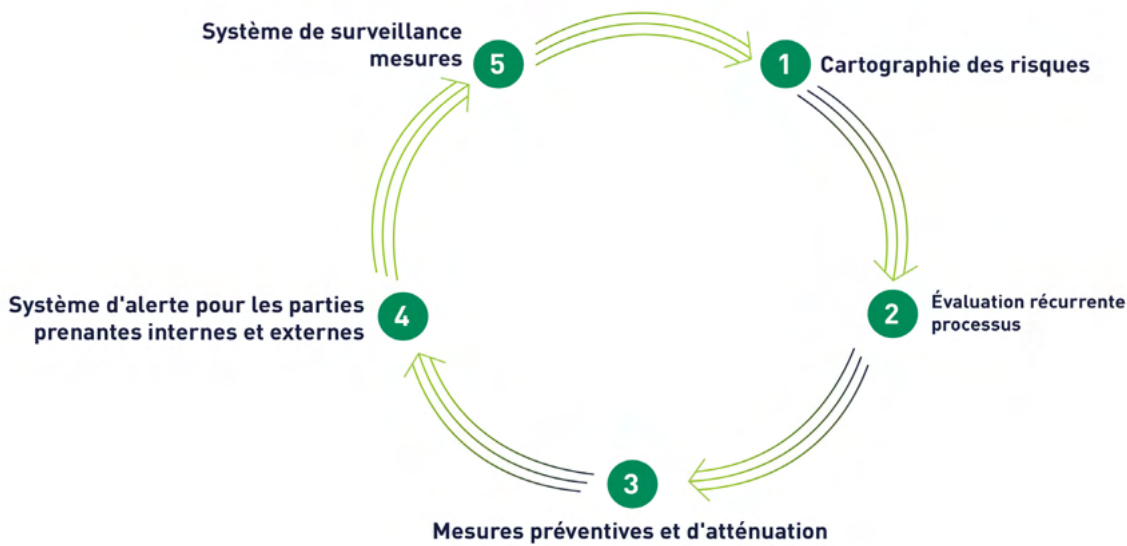 1
Cartographie des risques
2
Évaluation récurrente
processus
3
Mesures préventives et d'atténuation
4
Système d'alerte pour les parties
prenantes internes et externes
5
Système de surveillance
mesures